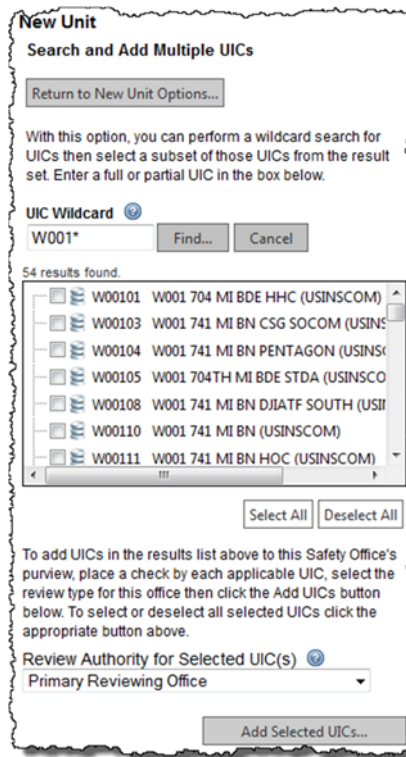 New Unit
Search and Add Multiple UICs
Return to New Unit Options...
With this option, you can perform a wildcard search for
UICs then select a subset of those UICs from the result
set. Enter a full or partial UIC in the box below.
UIC Wildcard
W001* Find... Cancel
54 results found.
W00101 W001 704 MI BDE HHC (USINSCOM)
W00103 W001 741 MI BN CSG SOCOM (USINS
W00104 W001 741 MI BN PENTAGON (USINSC
W00105 W001 704TH MI BDE STDA (USINSCO
W00108 W001 741 MI BN DJIATF SOUTH (USI
W00110 W001 741 MI BN (USINSCOM)
W00111 W001 741 MI BN HOC (USINSCOM)
Select All Deselect All
To add UICs in the results list above to this Safety Office's
purview, place a check by each applicable UIC, select the
review type for this office then click the Add UICs button
below. To select or deselect all selected UICs click the
appropriate button above.
Review Authority for Selected UIC(s)
Primary Reviewing Office
Add Selected UICs...